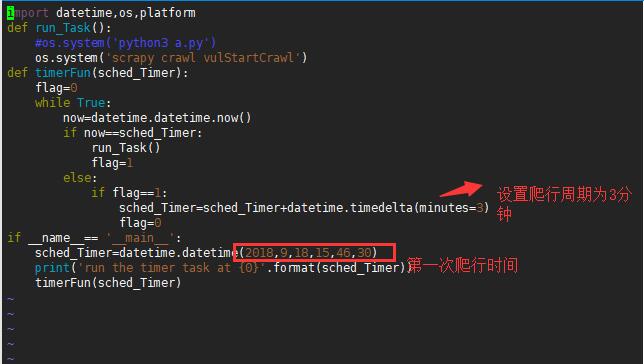 import datetime,os,platform
def run_Task():
    #os.system('python3 a.py')
    os.system('scrapy crawl vulStartCrawl')
def timerFun(sched_Timer):
    flag=0
    while True:
        now=datetime.datetime.now()
        if now==sched_Timer:
            run_Task()
            flag=1
        else:
            if flag==1:
                sched_Timer=sched_Timer+datetime.timedelta(minutes=3)
                flag=0
设置爬行周期为3分
钟
if __name__== '__main__':
    sched_Timer=datetime.datetime(2018,9,18,15,46,30)
    print('run the timer task at {0}'.format(sched_Timer))
第一次爬行时间
    timerFun(sched_Timer)
~
~
~
~
~